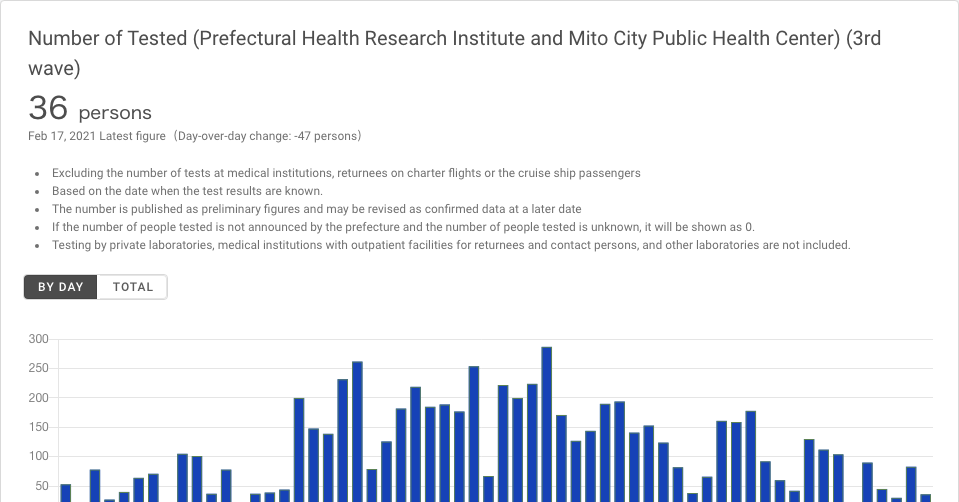 Number of Tested (Prefectural Health Research Institute and Mito City Public Health Center) (3rd
wave)
36 persons
Feb 17, 2021 Latest figure（Day-over-day change: -47 persons）
• Excluding the number of tests at medical institutions, returnees on charter flights or the cruise ship passengers
• Based on the date when the test results are known.
• The number is published as preliminary figures and may be revised as confirmed data at a later date
• If the number of people tested is not announced by the prefecture and the number of people tested is unknown, it will be shown as 0.
• Testing by private laboratories, medical institutions with outpatient facilities for returnees and contact persons, and other laboratories are not included.
BY DAY TOTAL
300
250
200
150
100
50